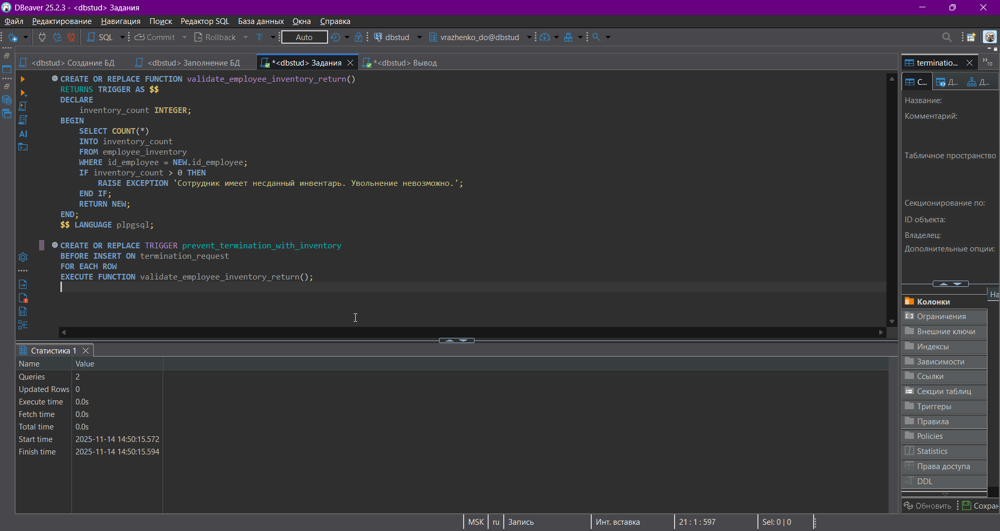 DBeaver 25.2.3 - <dbstud> Задания
Файл Редактирование Навигация Поиск Редактор SQL База данных Окна Справка
SQL Commit Rollback T Auto dbstud vrazhenko_do@dbstud
<dbstud> Создание БД <dbstud> Заполнение БД *<dbstud> Задания *<dbstud> Вывод
CREATE OR REPLACE FUNCTION validate_employee_inventory_return()
RETURNS TRIGGER AS $$
DECLARE
inventory_count INTEGER;
BEGIN
SELECT COUNT(*)
INTO inventory_count
FROM employee_inventory
WHERE id_employee = NEW.id_employee;
IF inventory_count > 0 THEN
RAISE EXCEPTION 'Сотрудник имеет несданный инвентарь. Увольнение невозможно.';
END IF;
RETURN NEW;
END;
$$ LANGUAGE plpgsql;
CREATE OR REPLACE TRIGGER prevent_termination_with_inventory
BEFORE INSERT ON termination_request
FOR EACH ROW
EXECUTE FUNCTION validate_employee_inventory_return();
AI
Статистика 1
Name Value
Queries 2
Updated Rows 0
Execute time 0.0s
Fetch time 0.0s
Total time 0.0s
Start time 2025-11-14 14:50:15.572
Finish time 2025-11-14 14:50:15.594
terminatio... »10
С... Д... Д...
Название:
Комментарий:
Табличное пространство
Секционирование по:
ID объекта:
Владелец:
Дополнительные опции:
На
Колонки
Ограничения
Внешние ключи
Индексы
Зависимости
Ссылки
Секции таблиц
Триггеры
Правила
Policies
Statistics
Права доступа
DDL
Обновить Сохран
MSK ru Запись Инт. вставка 21 : 1 : 597 Sel: 0 | 0